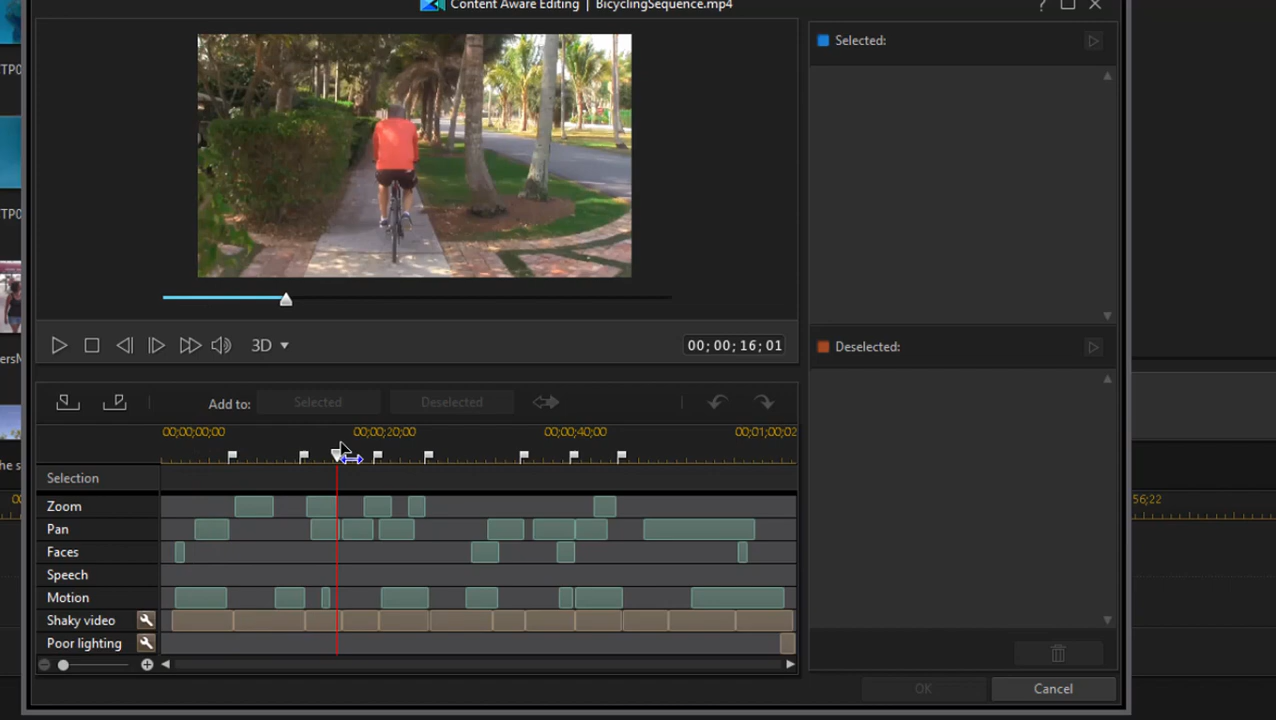 Content Aware Editing | BicyclingSequence.mp4
?
Selected:
TP0
TP0
ersM
he s
3D
00; 00; 16; 01
Deselected:
Add to: Selected Deselected
00;00;00;00 00;00;20;00 00;00;40;00 00;01;00;02
Selection
Zoom
Pan
Faces
Speech
Motion
Shaky video
Poor lighting
56;22
OK Cancel